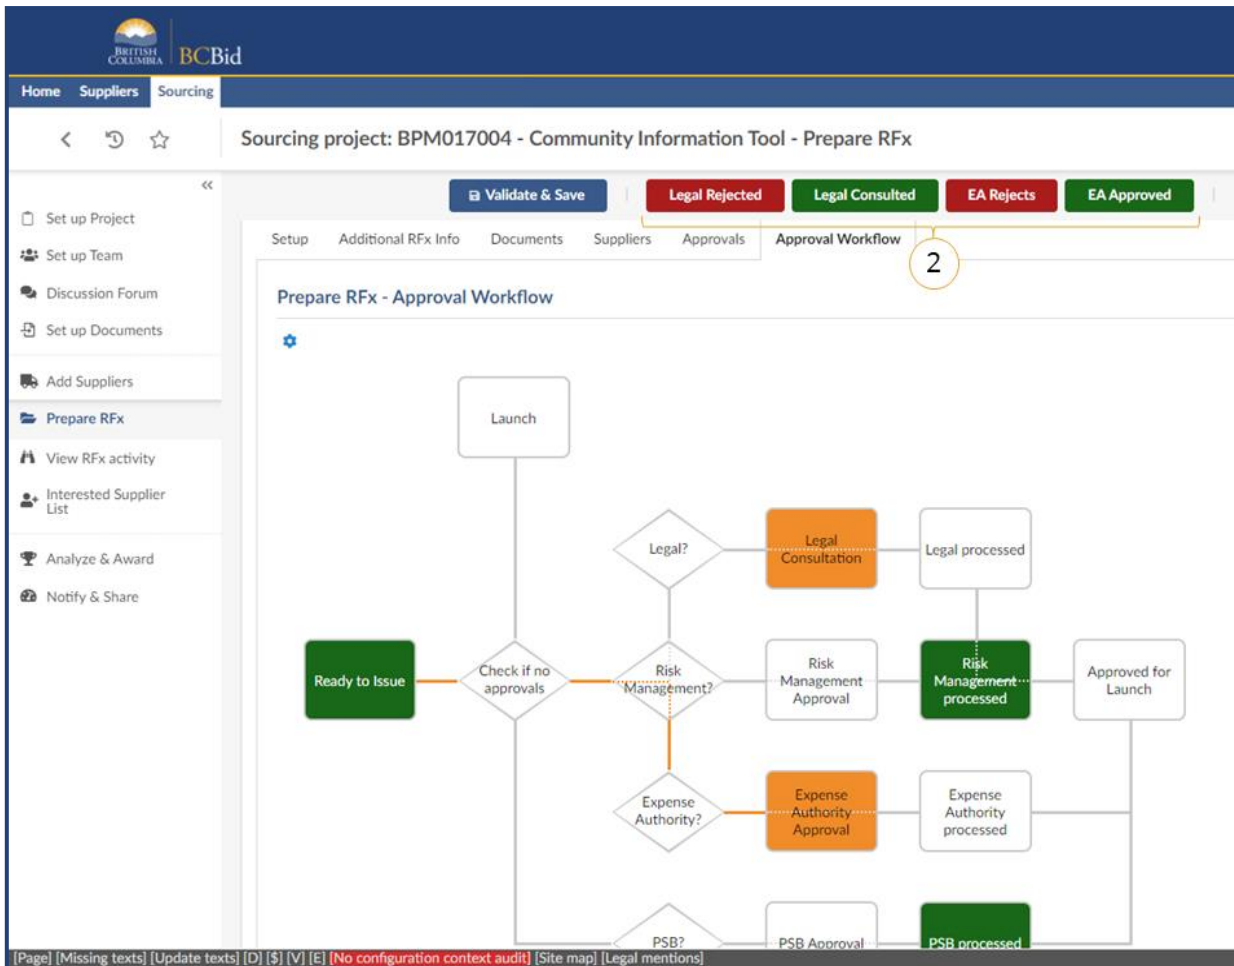 BRITISH
COLUMBIA
BCBid
Home Suppliers Sourcing
Sourcing project: BPM017004 - Community Information Tool - Prepare RFx
Validate & Save Legal Rejected Legal Consulted EA Rejects EA Approved
Set up Project
Set up Team
Discussion Forum
Set up Documents
Add Suppliers
Prepare RFx
View RFx activity
Interested Supplier
List
Analyze & Award
Notify & Share
Setup Additional RFx Info Documents Suppliers Approvals Approval Workflow
2
Prepare RFx - Approval Workflow
Launch
Legal?
Legal
Consultation
Legal processed
Ready to Issue
Check if no
approvals
Risk
Management?
Risk
Management
Approval
Risk
Management
processed
Approved for
Launch
Expense
Authority?
Expense
Authority
Approval
Expense
Authority
processed
PSB?
PSB Approval
PSB processed
[Page] [Missing texts] [Update texts] [D] [$] [V] [E] [No configuration context audit] [Site map] [Legal mentions]